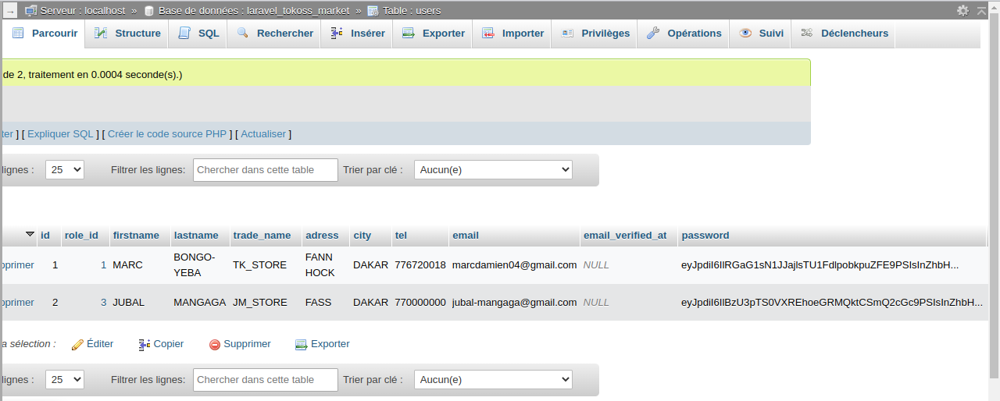 Serveur : localhost » Base de données : laravel_tokoss_market » Table : users
Parcourir Structure SQL Rechercher Insérer Exporter Importer Privilèges Opérations Suivi Déclencheurs
de 2, traitement en 0.0004 seconde(s).)
ter ] [ Expliquer SQL ] [ Créer le code source PHP ] [ Actualiser ]
lignes : 25 Filtrer les lignes: Chercher dans cette table Trier par clé : Aucun(e)
id role_id firstname lastname trade_name adress city tel email email_verified_at password
pprimer 1 1 MARC BONGO-YEBA TK_STORE FANN HOCK DAKAR 776720018 marcdamien04@gmail.com NULL eyJpdiI6IlRGaG1sN1JJajlsTU1FdlpobkpuZFE9PSIsInZhbH...
pprimer 2 3 JUBAL MANGAGA JM_STORE FASS DAKAR 770000000 jubal-mangaga@gmail.com NULL eyJpdiI6IlBzU3pTS0VXREhoeGRMQktCSmQ2cGc9PSIsInZhbH...
a sélection : Éditer Copier Supprimer Exporter
lignes : 25 Filtrer les lignes: Chercher dans cette table Trier par clé : Aucun(e)